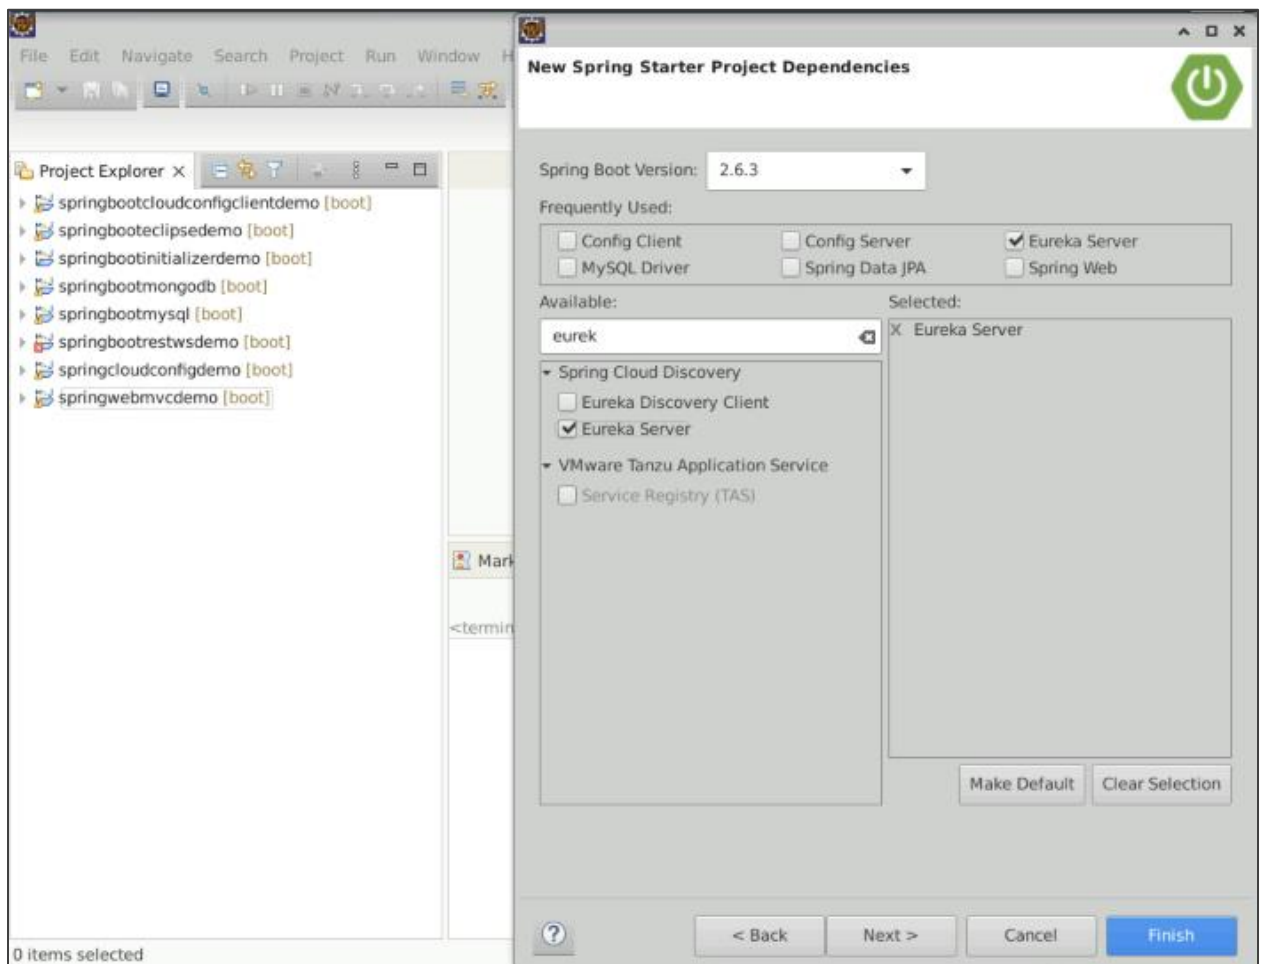 File Edit Navigate Search Project Run Window H
Project Explorer
springbootcloudconfigclientdemo [boot]
springbooteclipsedemo [boot]
springbootinitializerdemo [boot]
springbootmongodb [boot]
springbootmysql [boot]
springbootrestwsdemo [boot]
springcloudconfigdemo [boot]
springwebmvcdemo [boot]
Mark
<termin
0 items selected
New Spring Starter Project Dependencies
Spring Boot Version: 2.6.3
Frequently Used:
Config Client Config Server Eureka Server
MySQL Driver Spring Data JPA Spring Web
Available: Selected:
eurek
X Eureka Server
Spring Cloud Discovery
Eureka Discovery Client
Eureka Server
VMware Tanzu Application Service
Service Registry (TAS)
Make Default Clear Selection
? < Back Next > Cancel Finish